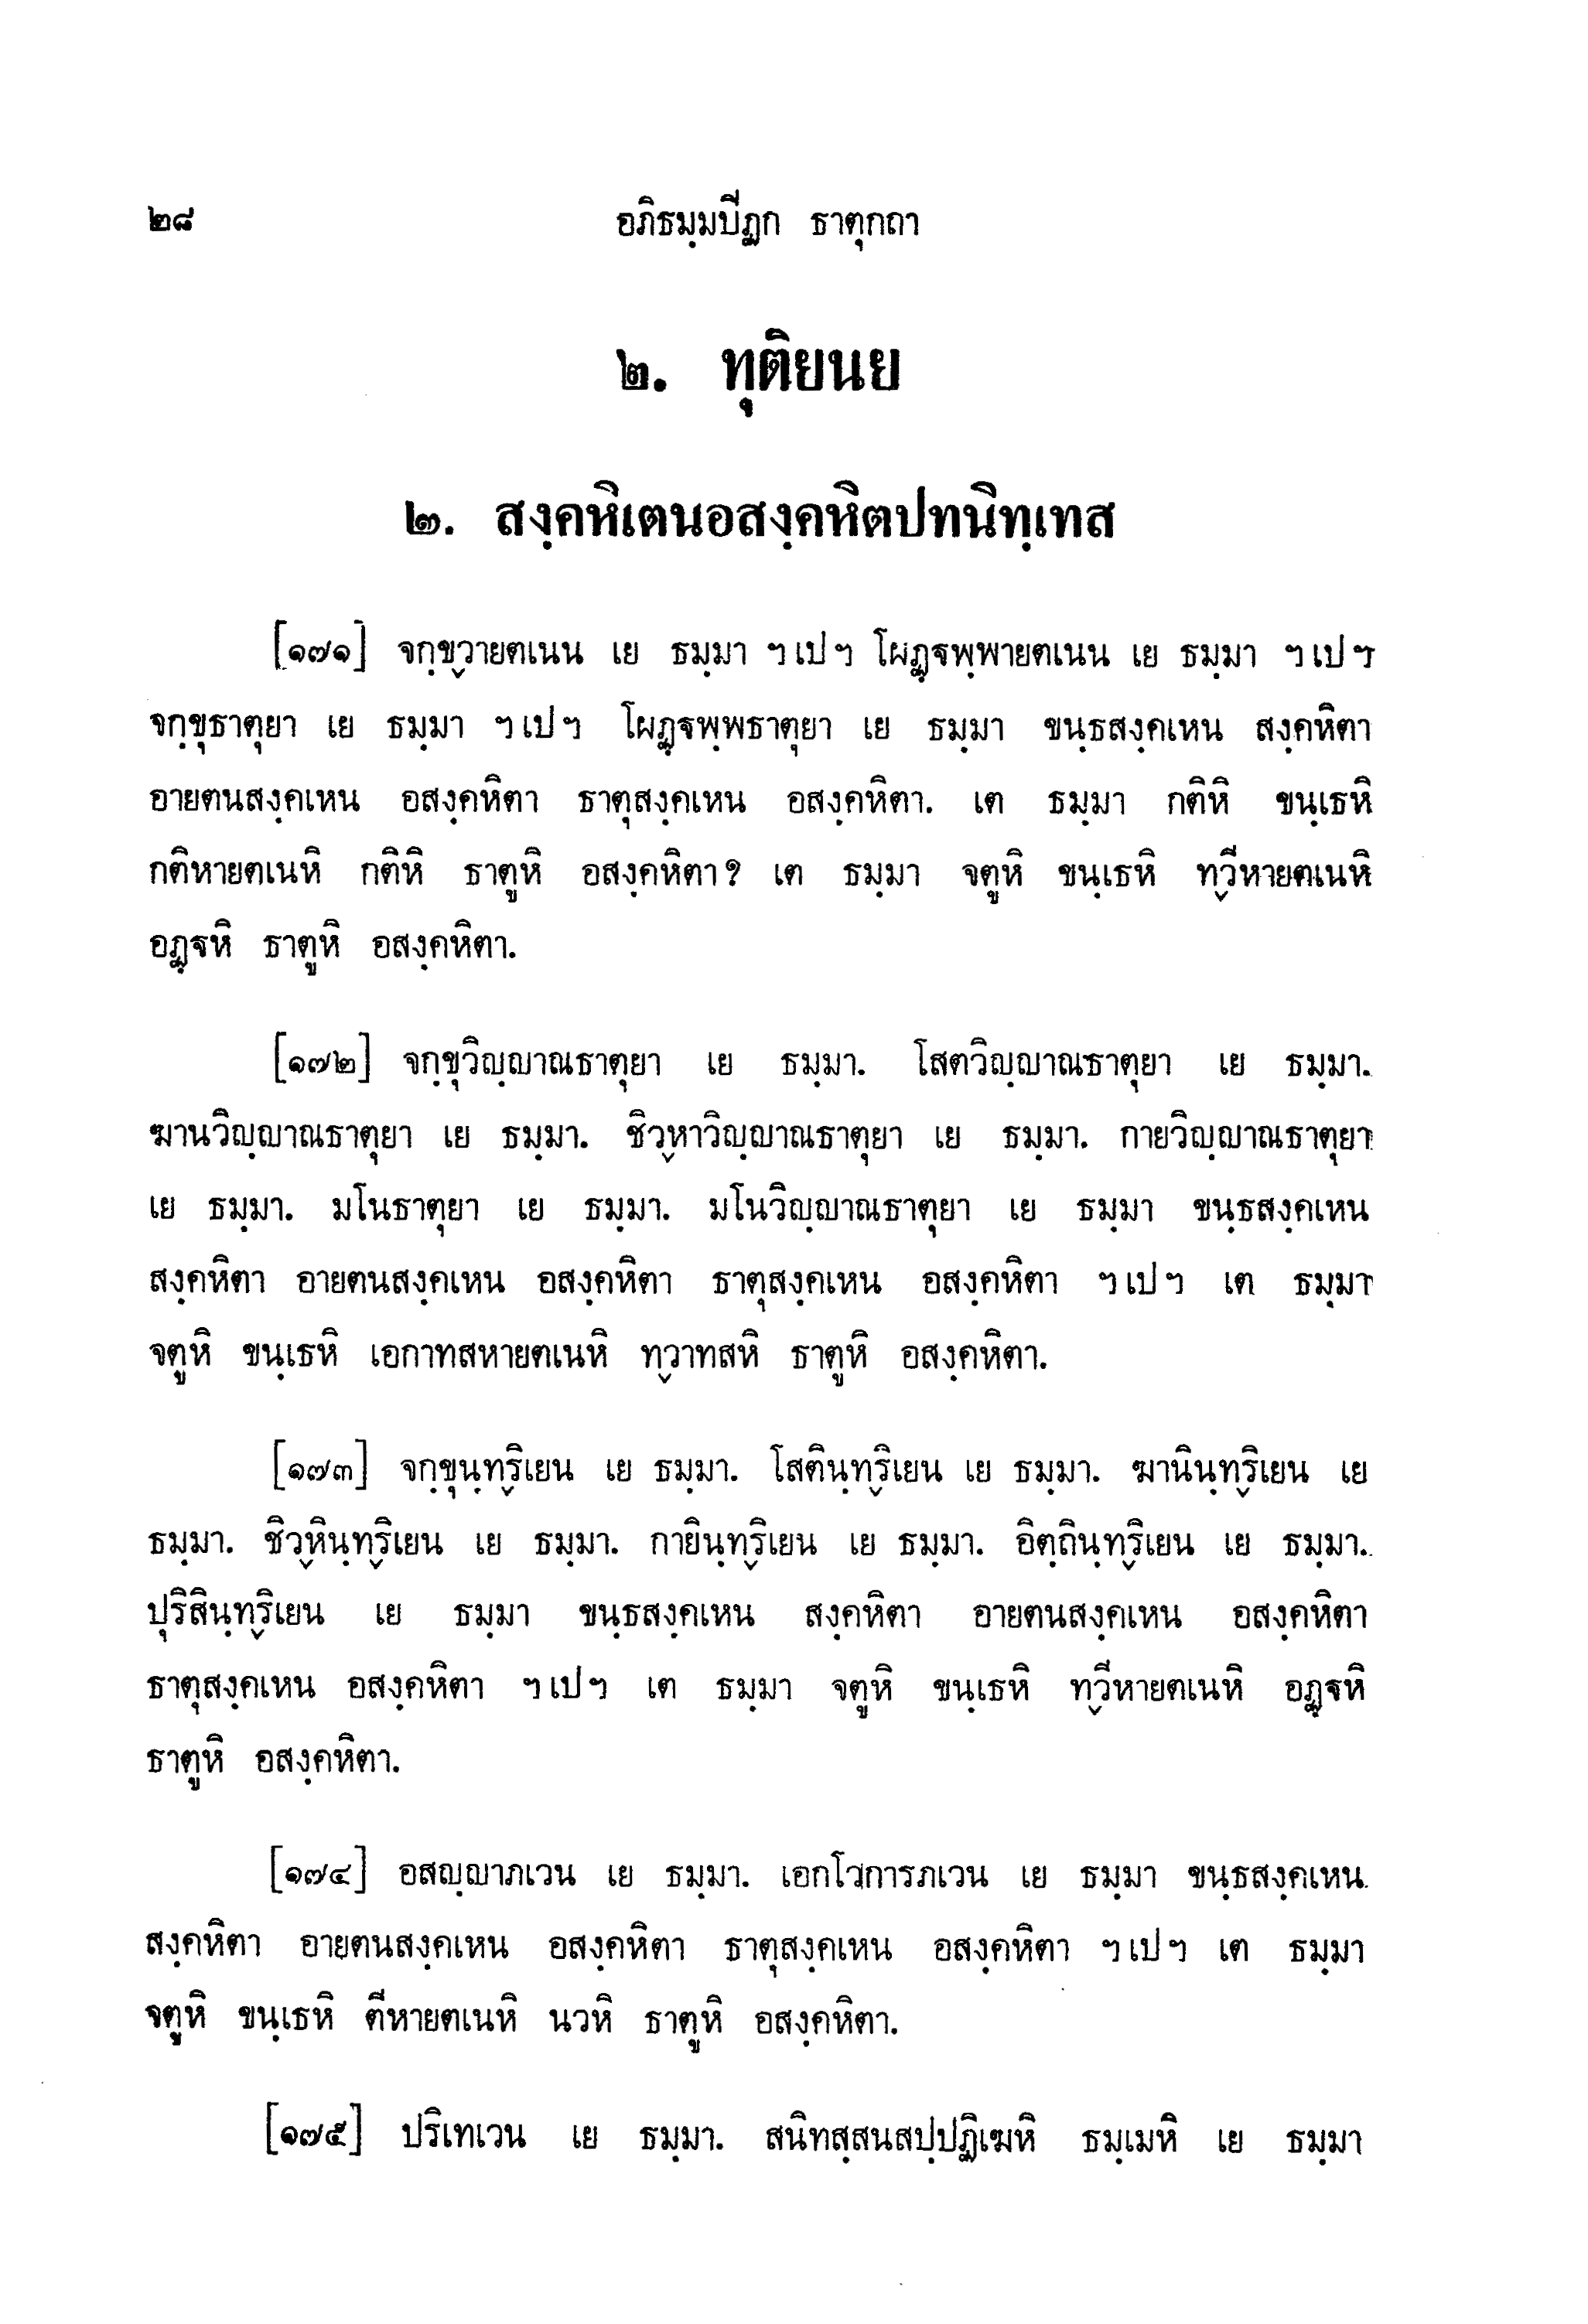 ๒๘ อภิธมฺมปิฏก ธาตุกถา
๒. ทุติยนย
๒. สงฺคหิเตนอสงฺคหิตปทนิทฺเทส
[๑๗๑] จกฺขฺวายตเนน เย ธมฺมา ฯเปฯ โผฏฺฐพฺพายตเนน เย ธมฺมา ฯเปฯ
จกฺขุธาตุยา เย ธมฺมา ฯเปฯ โผฏฺฐพฺพธาตุยา เย ธมฺมา ขนฺธสงฺคเหน สงฺคหิตา
อายตนสงฺคเหน อสงฺคหิตา ธาตุสงฺคเหน อสงฺคหิตา. เต ธมฺมา กติหิ ขนฺเธหิ
กติหายตเนหิ กติหิ ธาตูหิ อสงฺคหิตา? เต ธมฺมา จตูหิ ขนฺเธหิ ทฺวีหายตเนหิ
อฏฺฐหิ ธาตูหิ อสงฺคหิตา.
[๑๗๒] จกฺขุวิญฺญาณธาตุยา เย ธมฺมา. โสตวิญฺญาณธาตุยา เย ธมฺมา.
ฆานวิญฺญาณธาตุยา เย ธมฺมา. ชิวฺหาวิญฺญาณธาตุยา เย ธมฺมา. กายวิญฺญาณธาตุยา
เย ธมฺมา. มโนธาตุยา เย ธมฺมา. มโนวิญฺญาณธาตุยา เย ธมฺมา ขนฺธสงฺคเหน
สงฺคหิตา อายตนสงฺคเหน อสงฺคหิตา ธาตุสงฺคเหน อสงฺคหิตา ฯเปฯ เต ธมฺมา
จตูหิ ขนฺเธหิ เอกาทสหายตเนหิ ทฺวาทสหิ ธาตูหิ อสงฺคหิตา.
[๑๗๓] จกฺขุนฺทฺริเยน เย ธมฺมา. โสตินฺทฺริเยน เย ธมฺมา. ฆานินฺทฺริเยน เย
ธมฺมา. ชิวฺหินฺทฺริเยน เย ธมฺมา. กายินฺทฺริเยน เย ธมฺมา. อิตฺถินฺทฺริเยน เย ธมฺมา.
ปุริสินฺทฺริเยน เย ธมฺมา ขนฺธสงฺคเหน สงฺคหิตา อายตนสงฺคเหน อสงฺคหิตา
ธาตุสงฺคเหน อสงฺคหิตา ฯเปฯ เต ธมฺมา จตูหิ ขนฺเธหิ ทฺวีหายตเนหิ อฏฺฐหิ
ธาตูหิ อสงฺคหิตา.
[๑๗๔] อสญฺญาภเวน เย ธมฺมา. เอกโวการภเวน เย ธมฺมา ขนฺธสงฺคเหน
สงฺคหิตา อายตนสงฺคเหน อสงฺคหิตา ธาตุสงฺคเหน อสงฺคหิตา ฯเปฯ เต ธมฺมา
จตูหิ ขนฺเธหิ ตีหายตเนหิ นวหิ ธาตูหิ อสงฺคหิตา.
[๑๗๕] ปริเทเวน เย ธมฺมา. สนิทสฺสนสปฺปฏิเฆหิ ธมฺเมหิ เย ธมฺมา